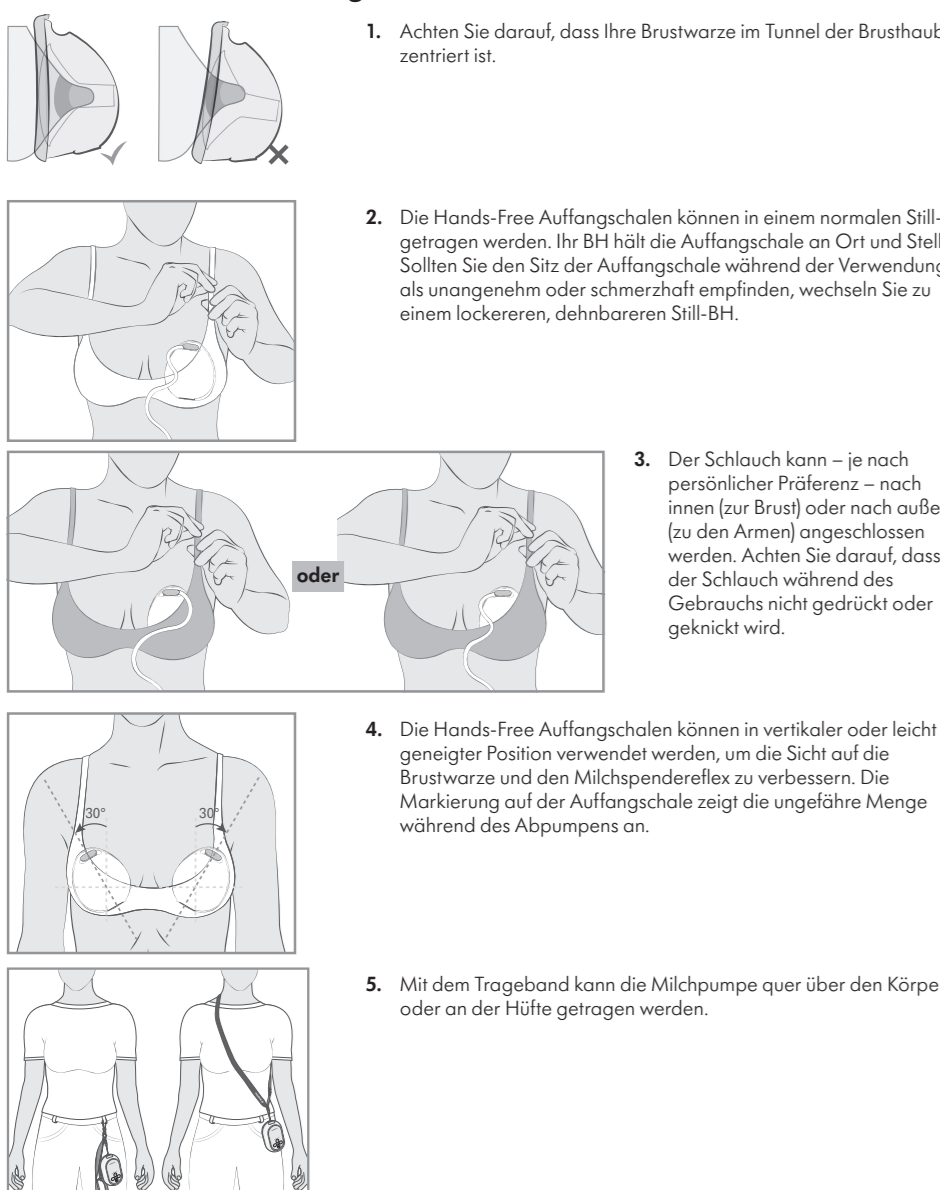 1. Achten Sie darauf, dass Ihre Brustwarze im Tunnel der Brusthaub
zentriert ist.
2. Die Hands-Free Auffangschalen können in einem normalen Still-
getragen werden. Ihr BH hält die Auffangschale an Ort und Stell
Sollten Sie den Sitz der Auffangschale während der Verwendung
als unangenehm oder schmerzhaft empfinden, wechseln Sie zu
einem lockereren, dehnbareren Still-BH.
oder
3. Der Schlauch kann – je nach
persönlicher Präferenz – nach
innen (zur Brust) oder nach auße
(zu den Armen) angeschlossen
werden. Achten Sie darauf, dass
der Schlauch während des
Gebrauchs nicht gedrückt oder
geknickt wird.
30° 30°
4. Die Hands-Free Auffangschalen können in vertikaler oder leicht
geneigter Position verwendet werden, um die Sicht auf die
Brustwarze und den Milchspendereflex zu verbessern. Die
Markierung auf der Auffangschale zeigt die ungefähre Menge
während des Abpumpens an.
5. Mit dem Trageband kann die Milchpumpe quer über den Körpe
oder an der Hüfte getragen werden.